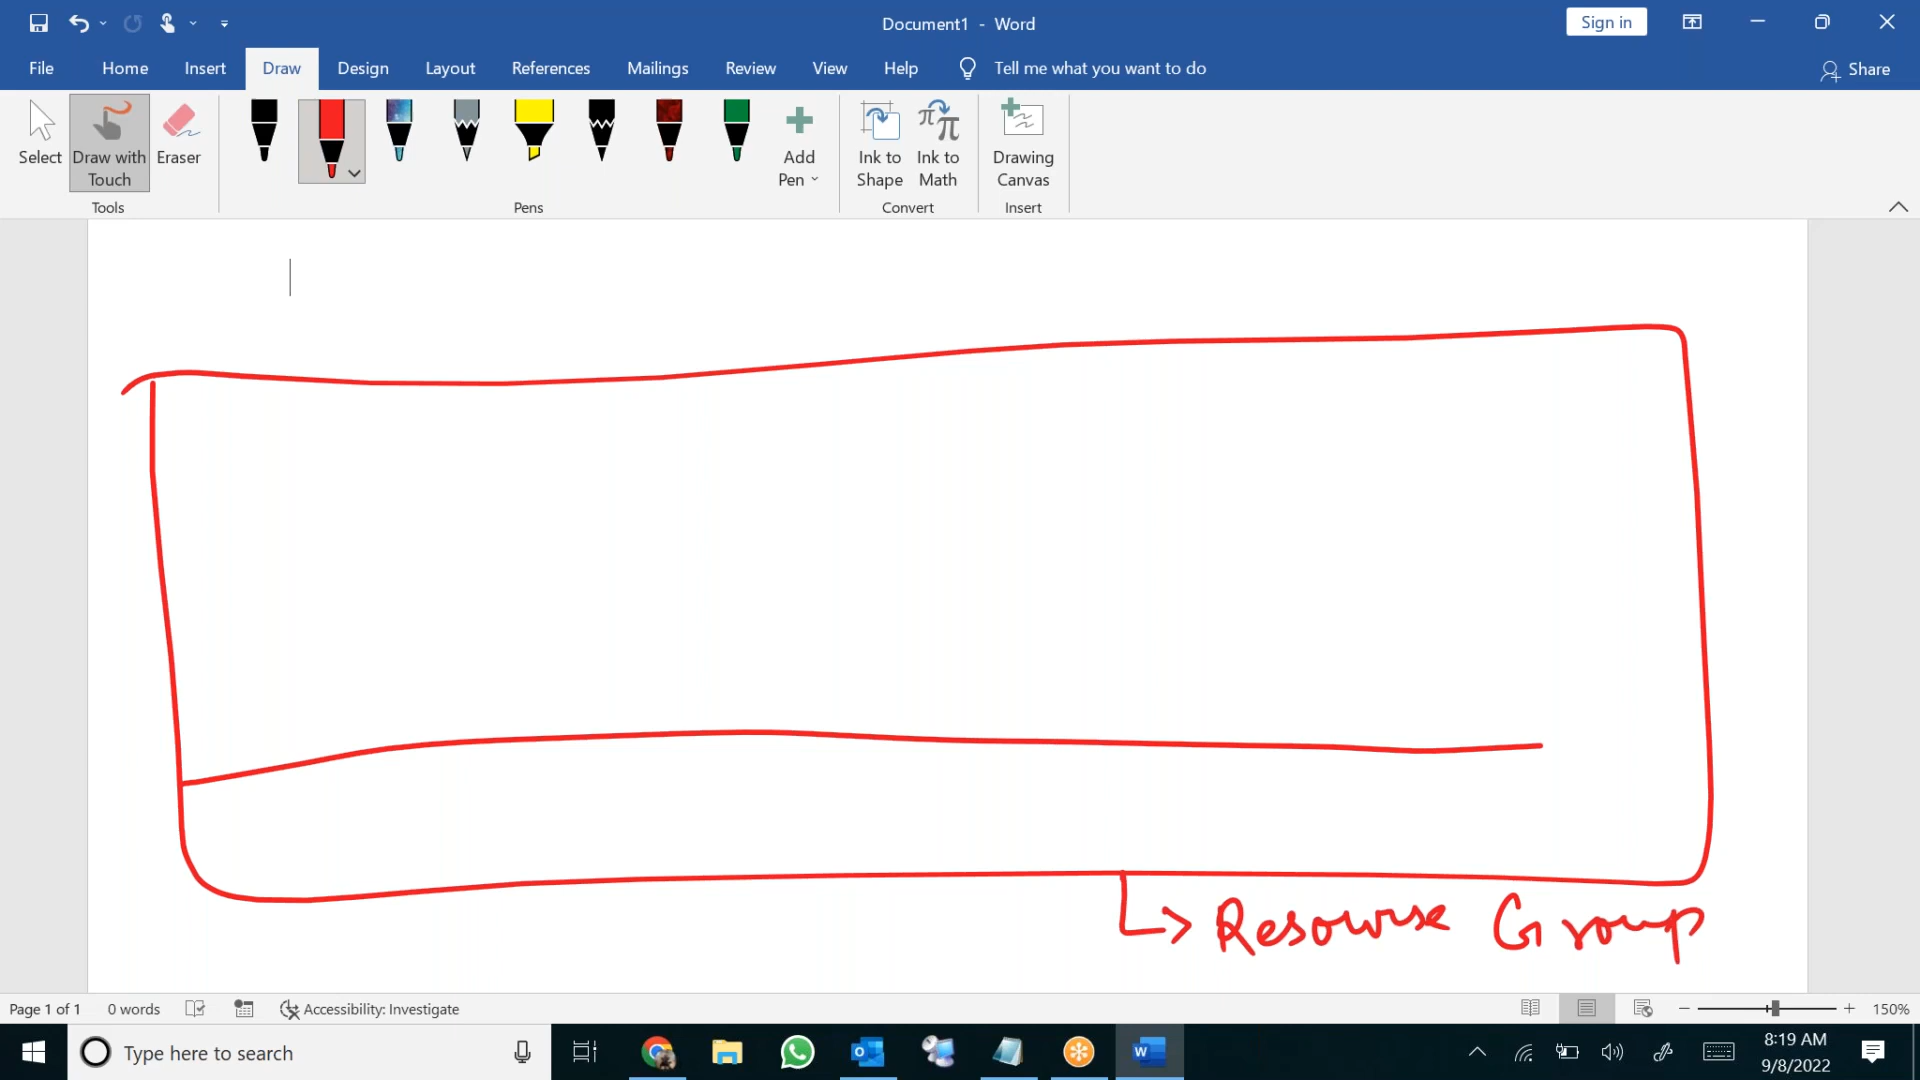 Document1 - Word
Sign in
File Home Insert Draw Design Layout References Mailings Review View Help Tell me what you want to do Share
Select Draw with Touch Eraser Add Pen Ink to Shape Ink to Math Drawing Canvas
Tools Pens Convert Insert
Resourse Group
Page 1 of 1 0 words Accessibility: Investigate 150%
Type here to search
8:19 AM
9/8/2022